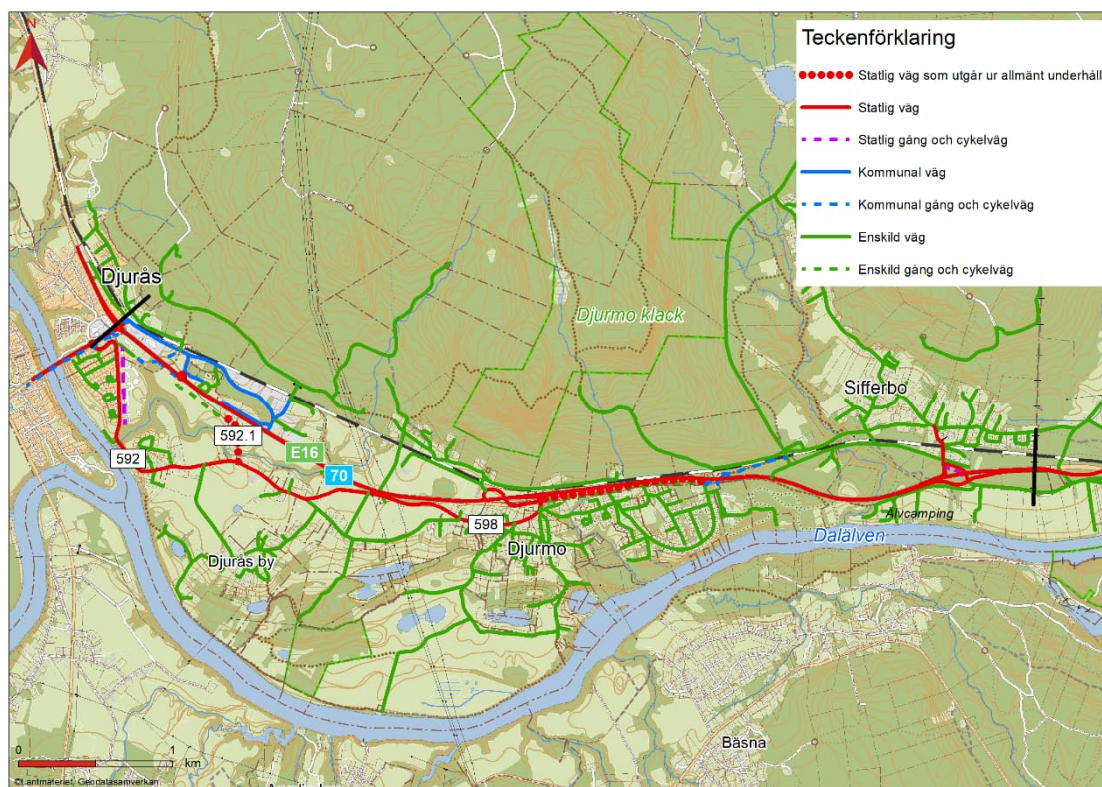 N
Teckenförklaring
Statlig väg som utgår ur allmänt underhåll
Statlig väg
Statlig gång och cykelväg
Kommunal väg
Kommunal gång och cykelväg
Enskild väg
Enskild gång och cykelväg
Djurås
Djurmo klack
Sifferbo
592.1
592
E16
70
598
Älvcamping
Djurmo
Dalälven
Djurås by
Bäsna
0 1
km
©Lantmäteriet, Geodatasamverkan